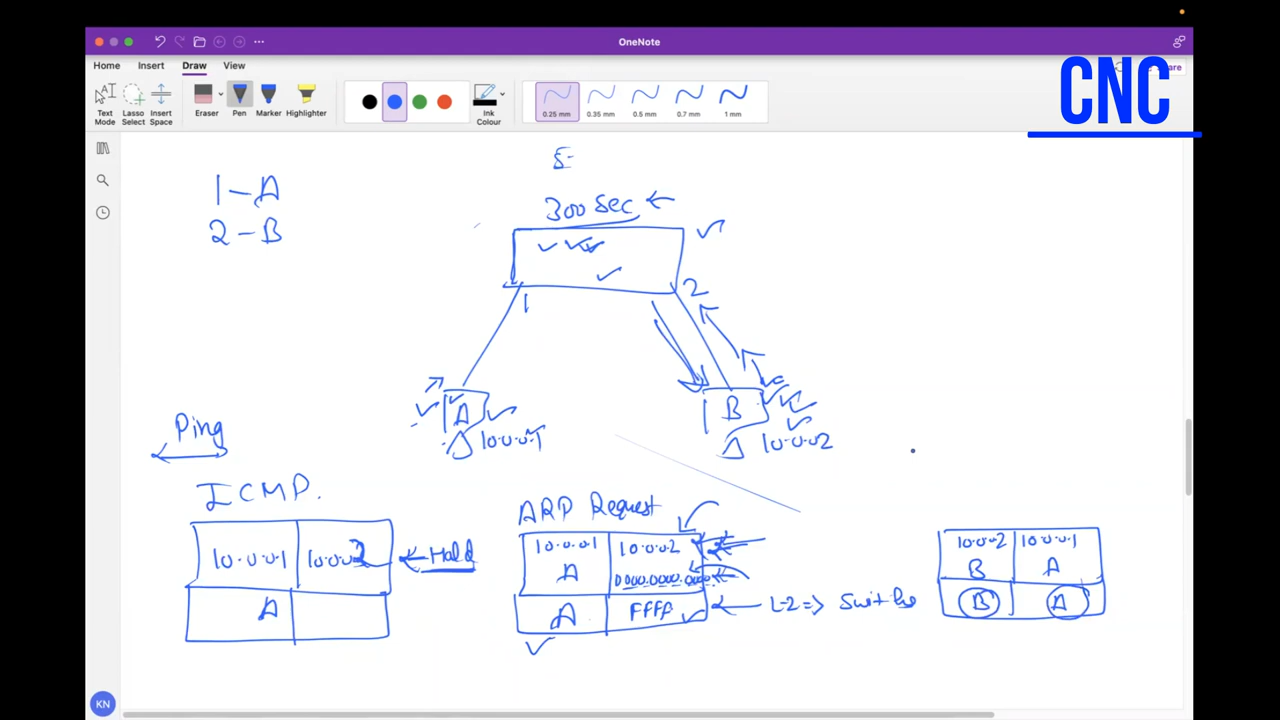 OneNote
Home Insert Draw View
Share
CNC
Text Mode
Lasso Select
Insert Space
Eraser
Pen
Marker
Highlighter
Ink Colour
0.25 mm
0.35 mm
0.5 mm
0.7 mm
1 mm
1-A
2-B
300 Sec
1
2
A
10.0.0.1
B
10.0.0.2
Ping
ICMP.
10.0.0.1 10.0.0.2
A
Hold
ARP Request
10.0.0.1 10.0.0.2
A 0000.0000.0000
A FFFF
L-2 => Switche
10.0.0.2 10.0.0.1
B A
B A
KN